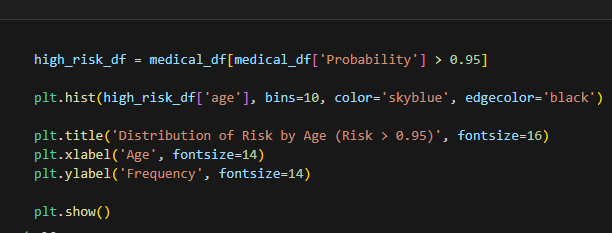 high_risk_df = medical_df[medical_df['Probability'] > 0.95]
plt.hist(high_risk_df['age'], bins=10, color='skyblue', edgecolor='black')
plt.title('Distribution of Risk by Age (Risk > 0.95)', fontsize=16)
plt.xlabel('Age', fontsize=14)
plt.ylabel('Frequency', fontsize=14)
plt.show()